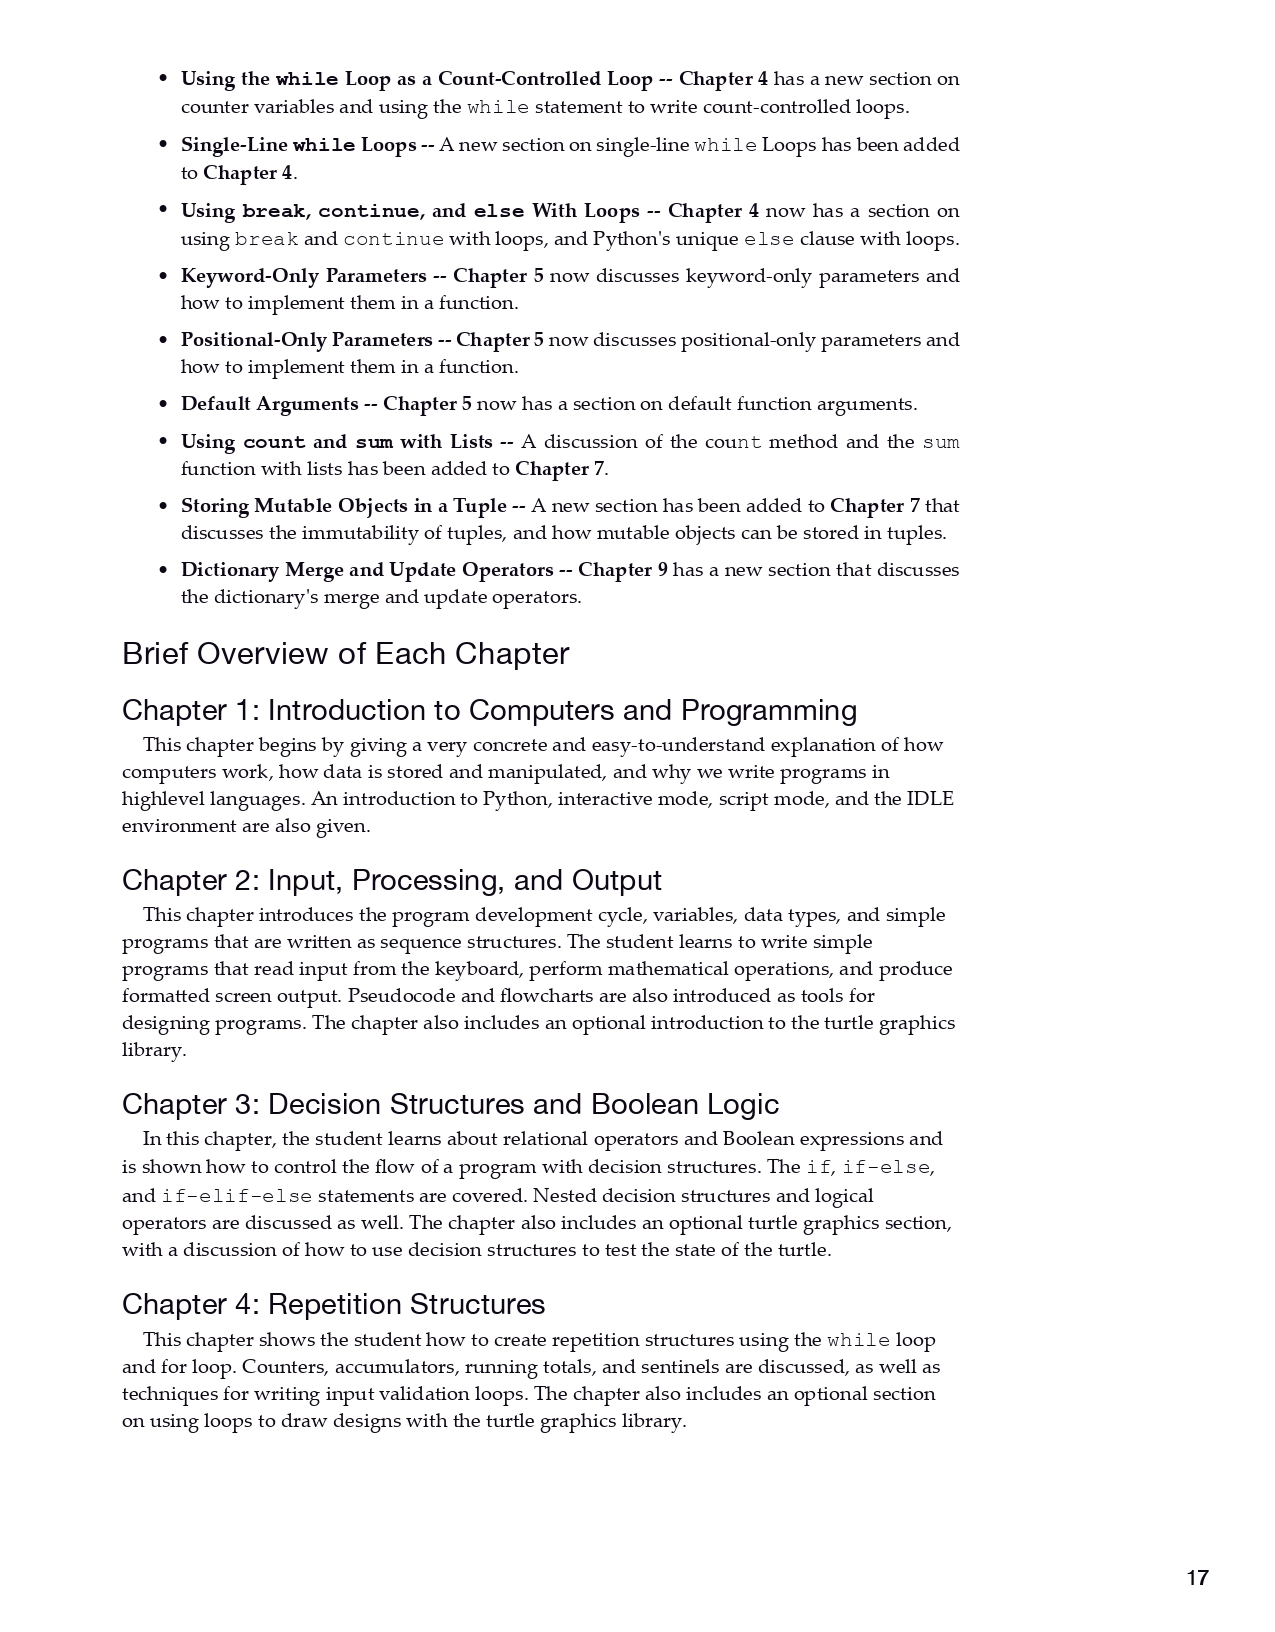 • Using the while Loop as a Count-Controlled Loop -- Chapter 4 has a new section on
counter variables and using the while statement to write count-controlled loops.
• Single-Line while Loops -- A new section on single-line while Loops has been added
to Chapter 4.
• Using break, continue, and else With Loops -- Chapter 4 now has a section on
using break and continue with loops, and Python's unique else clause with loops.
• Keyword-Only Parameters -- Chapter 5 now discusses keyword-only parameters and
how to implement them in a function.
• Positional-Only Parameters -- Chapter 5 now discusses positional-only parameters and
how to implement them in a function.
• Default Arguments -- Chapter 5 now has a section on default function arguments.
• Using count and sum with Lists -- A discussion of the count method and the sum
function with lists has been added to Chapter 7.
• Storing Mutable Objects in a Tuple -- A new section has been added to Chapter 7 that
discusses the immutability of tuples, and how mutable objects can be stored in tuples.
• Dictionary Merge and Update Operators -- Chapter 9 has a new section that discusses
the dictionary's merge and update operators.
Brief Overview of Each Chapter
Chapter 1: Introduction to Computers and Programming
This chapter begins by giving a very concrete and easy-to-understand explanation of how
computers work, how data is stored and manipulated, and why we write programs in
highlevel languages. An introduction to Python, interactive mode, script mode, and the IDLE
environment are also given.
Chapter 2: Input, Processing, and Output
This chapter introduces the program development cycle, variables, data types, and simple
programs that are written as sequence structures. The student learns to write simple
programs that read input from the keyboard, perform mathematical operations, and produce
formatted screen output. Pseudocode and flowcharts are also introduced as tools for
designing programs. The chapter also includes an optional introduction to the turtle graphics
library.
Chapter 3: Decision Structures and Boolean Logic
In this chapter, the student learns about relational operators and Boolean expressions and
is shown how to control the flow of a program with decision structures. The if, if-else,
and if-elif-else statements are covered. Nested decision structures and logical
operators are discussed as well. The chapter also includes an optional turtle graphics section,
with a discussion of how to use decision structures to test the state of the turtle.
Chapter 4: Repetition Structures
This chapter shows the student how to create repetition structures using the while loop
and for loop. Counters, accumulators, running totals, and sentinels are discussed, as well as
techniques for writing input validation loops. The chapter also includes an optional section
on using loops to draw designs with the turtle graphics library.
17